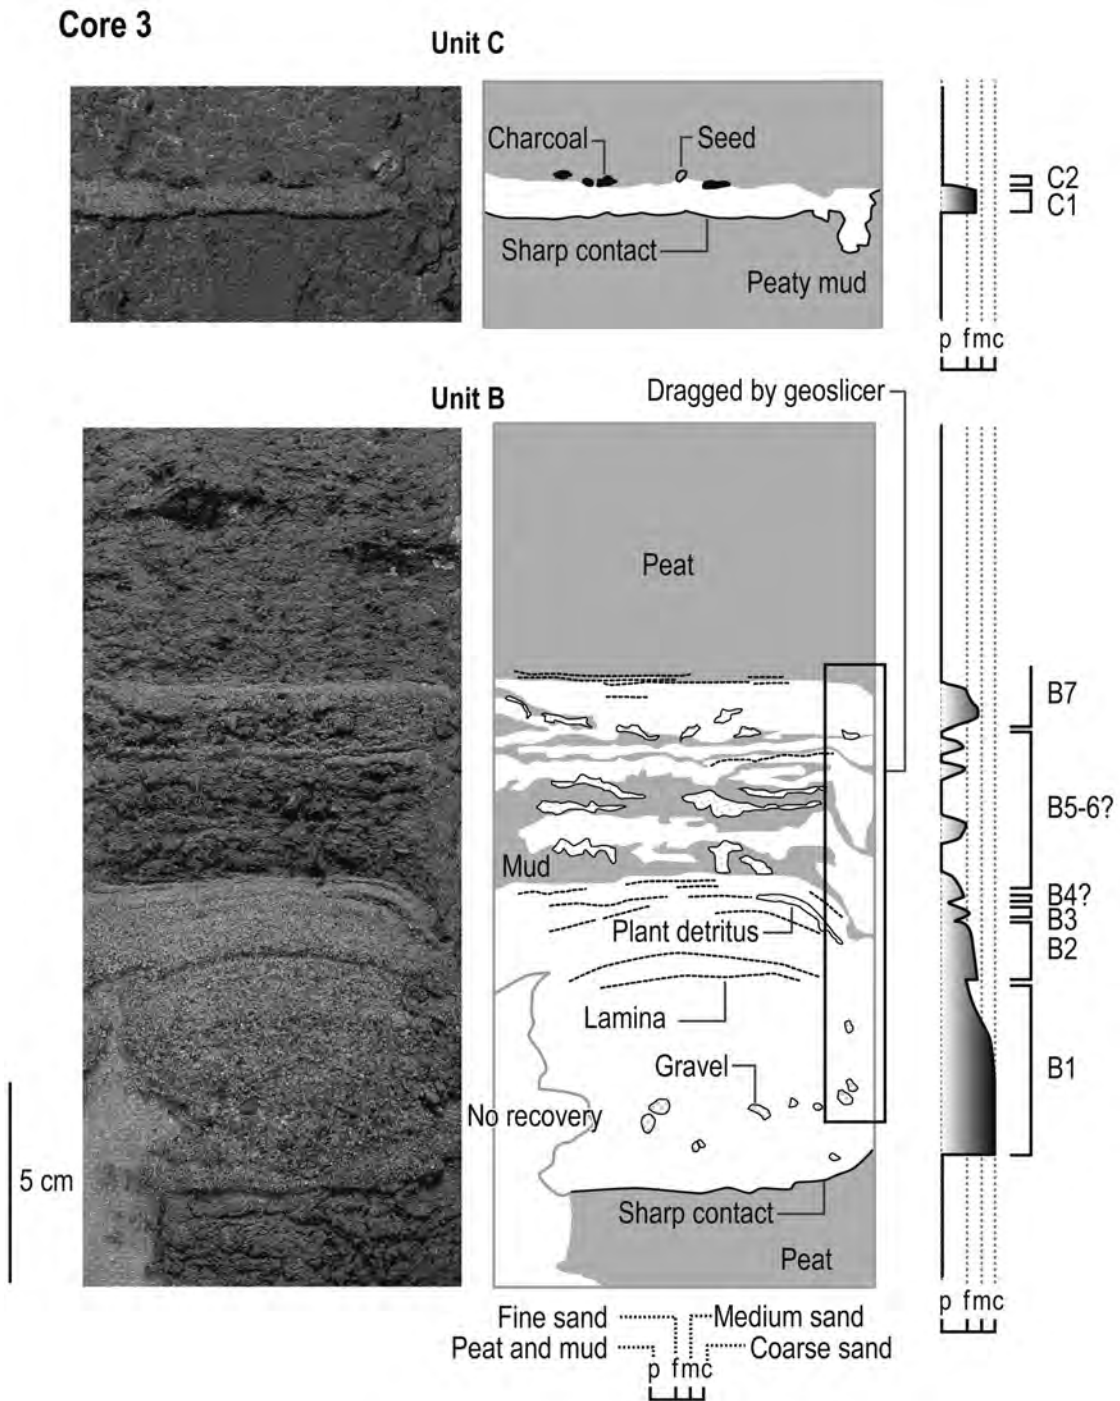 Core 3
Unit C
Charcoal
Seed
Sharp contact
Peaty mud
C2
C1
p f m c
Unit B
Dragged by geoslicer
Peat
Mud
Plant detritus
Lamina
Gravel
No recovery
Sharp contact
Peat
B7
B5-6?
B4?
B3
B2
B1
p f m c
5 cm
Fine sand
Medium sand
Peat and mud
Coarse sand
p f m c